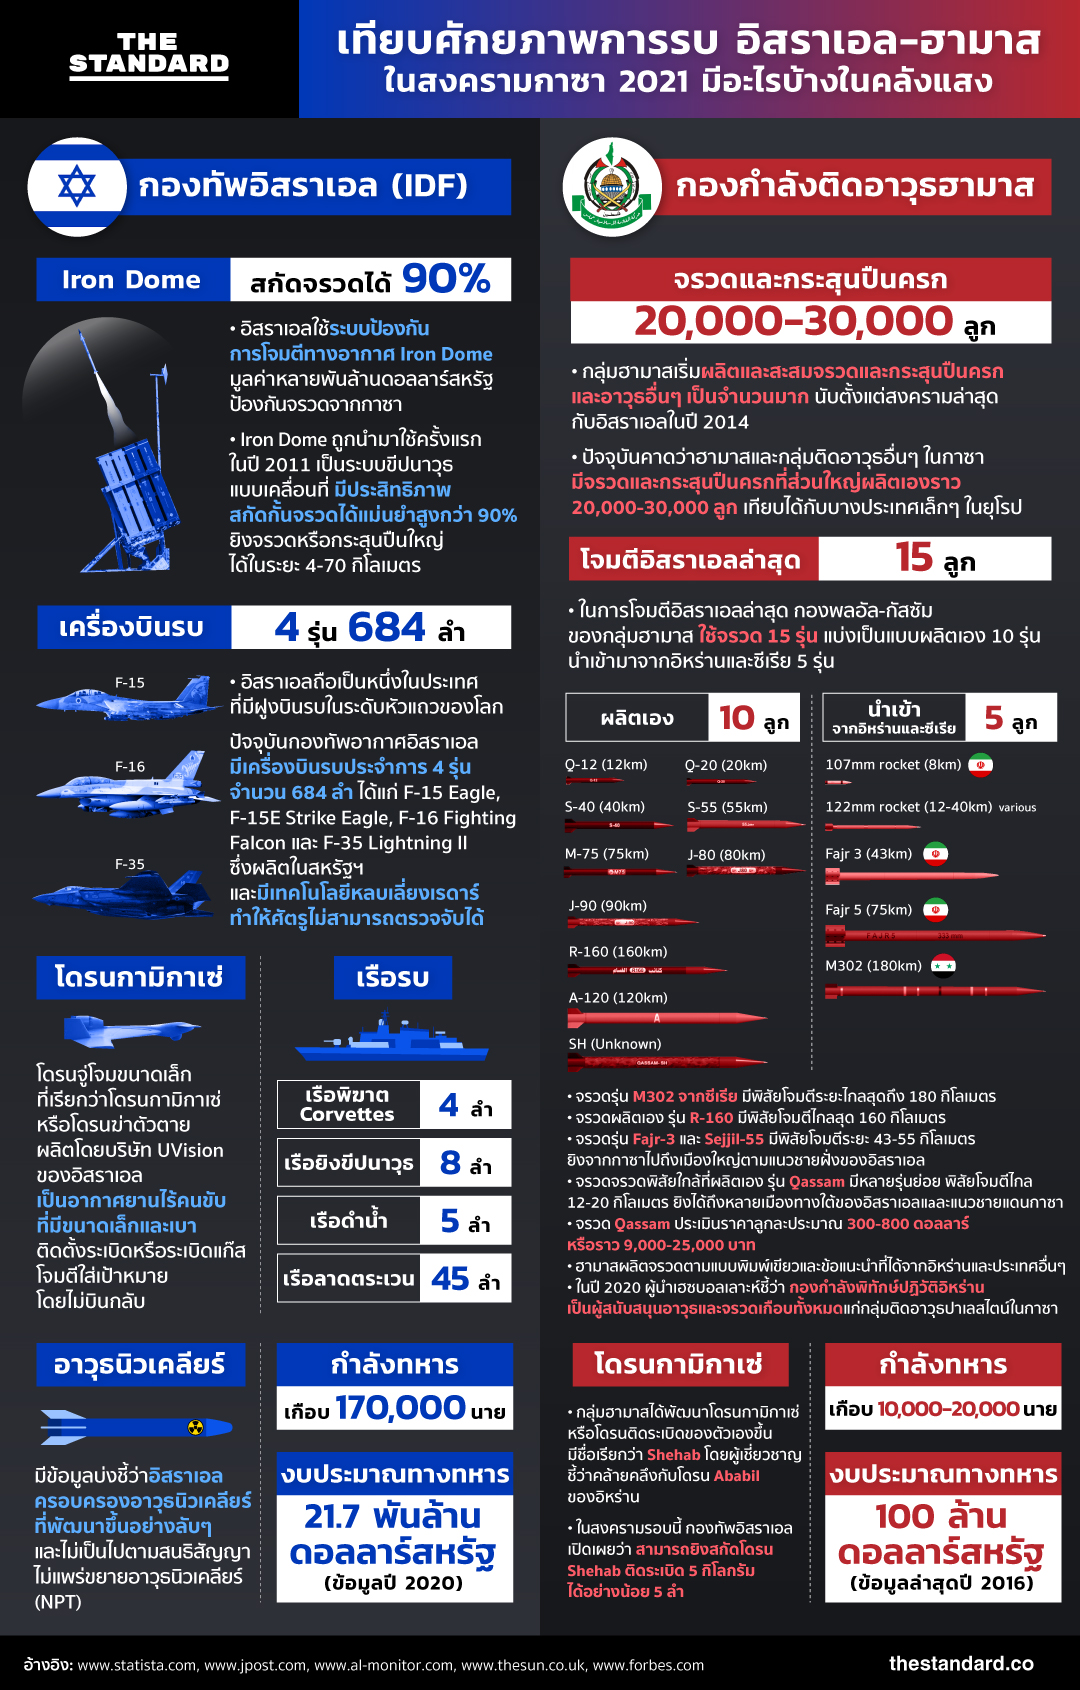 THE
STANDARD
เทียบศักยภาพการรบ อิสราเอล-ฮามาส
ในสงครามกาซา 2021 มีอะไรบ้างในคลังแสง
กองทัพอิสราเอล (IDF)
Iron Dome
สกัดจรวดได้ 90%
• อิสราเอลใช้ระบบป้องกัน
การโจมตีทางอากาศ Iron Dome
มูลค่าหลายพันล้านดอลลาร์สหรัฐ
ป้องกันจรวดจากกาซา
• Iron Dome ถูกนำมาใช้ครั้งแรก
ในปี 2011 เป็นระบบขีปนาวุธ
แบบเคลื่อนที่ มีประสิทธิภาพ
สกัดกั้นจรวดได้แม่นยำสูงกว่า 90%
ยิงจรวดหรือกระสุนปืนใหญ่
ได้ในระยะ 4-70 กิโลเมตร
เครื่องบินรบ
4 รุ่น 684 ลำ
F-15
F-16
F-35
• อิสราเอลถือเป็นหนึ่งในประเทศ
ที่มีฝูงบินรบในระดับหัวแถวของโลก
ปัจจุบันกองทัพอากาศอิสราเอล
มีเครื่องบินรบประจำการ 4 รุ่น
จำนวน 684 ลำ ได้แก่ F-15 Eagle,
F-15E Strike Eagle, F-16 Fighting
Falcon และ F-35 Lightning II
ซึ่งผลิตในสหรัฐฯ
และมีเทคโนโลยีหลบเลี่ยงเรดาร์
ทำให้ศัตรูไม่สามารถตรวจจับได้
โดรนกามิกาเซ่
โดรนจู่โจมขนาดเล็ก
ที่เรียกว่าโดรนกามิกาเซ่
หรือโดรนฆ่าตัวตาย
ผลิตโดยบริษัท UVision
ของอิสราเอล
เป็นอากาศยานไร้คนขับ
ที่มีขนาดเล็กและเบา
ติดตั้งระเบิดหรือระเบิดแก๊ส
โจมตีใส่เป้าหมาย
โดยไม่บินกลับ
เรือรบ
เรือพิฆาต
Corvettes
4 ลำ
เรือยิงขีปนาวุธ 8 ลำ
เรือดำน้ำ 5 ลำ
เรือลาดตระเวน 45 ลำ
อาวุธนิวเคลียร์
มีข้อมูลบ่งชี้ว่าอิสราเอล
ครอบครองอาวุธนิวเคลียร์
ที่พัฒนาขึ้นอย่างลับๆ
และไม่เป็นไปตามสนธิสัญญา
ไม่แพร่ขยายอาวุธนิวเคลียร์
(NPT)
กำลังทหาร
เกือบ 170,000 นาย
งบประมาณทางทหาร
21.7 พันล้าน
ดอลลาร์สหรัฐ
(ข้อมูลปี 2020)
กองกำลังติดอาวุธฮามาส
จรวดและกระสุนปืนครก
20,000-30,000 ลูก
• กลุ่มฮามาสเริ่มผลิตและสะสมจรวดและกระสุนปืนครก
และอาวุธอื่นๆ เป็นจำนวนมาก นับตั้งแต่สงครามล่าสุด
กับอิสราเอลในปี 2014
• ปัจจุบันคาดว่าฮามาสและกลุ่มติดอาวุธอื่นๆ ในกาซา
มีจรวดและกระสุนปืนครกที่ส่วนใหญ่ผลิตเองราว
20,000-30,000 ลูก เทียบได้กับบางประเทศเล็กๆ ในยุโรป
โจมตีอิสราเอลล่าสุด
15 ลูก
• ในการโจมตีอิสราเอลล่าสุด กองพลอัล-กัสซัม
ของกลุ่มฮามาส ใช้จรวด 15 รุ่น แบ่งเป็นแบบผลิตเอง 10 รุ่น
นำเข้ามาจากอิหร่านและซีเรีย 5 รุ่น
ผลิตเอง
10 ลูก
Q-12 (12km)
Q-20 (20km)
S-40 (40km)
S-40
S-55 (55km)
M-75 (75km)
M75
J-80 (80km)
J-90 (90km)
R-160 (160km)
A-120 (120km)
A
SH (Unknown)
QASSAM-SH
นำเข้า
จากอิหร่านและซีเรีย
5 ลูก
107mm rocket (8km)
122mm rocket (12-40km) various
Fajr 3 (43km)
Fajr 5 (75km)
FAJR 5 333 mm
M302 (180km)
• จรวดรุ่น M302 จากซีเรีย มีพิสัยโจมตีระยะไกลสุดถึง 180 กิโลเมตร
• จรวดผลิตเอง รุ่น R-160 มีพิสัยโจมตีไกลสุด 160 กิโลเมตร
• จรวดรุ่น Fajr-3 และ Sejjil-55 มีพิสัยโจมตีระยะ 43-55 กิโลเมตร
ยิงจากกาซาไปถึงเมืองใหญ่ตามแนวชายฝั่งของอิสราเอล
• จรวดจรวดพิสัยใกล้ที่ผลิตเอง รุ่น Qassam มีหลายรุ่นย่อย พิสัยโจมตีไกล
12-20 กิโลเมตร ยิงได้ถึงหลายเมืองทางใต้ของอิสราเอลและแนวชายแดนกาซา
• จรวด Qassam ประเมินราคาลูกละประมาณ 300-800 ดอลลาร์
หรือราว 9,000-25,000 บาท
• ฮามาสผลิตจรวดตามแบบพิมพ์เขียวและข้อแนะนำที่ได้จากอิหร่านและประเทศอื่นๆ
• ในปี 2020 ผู้นำเฮซบอลเลาะห์ชี้ว่า กองกำลังพิทักษ์ปฏิวัติอิหร่าน
เป็นผู้สนับสนุนอาวุธและจรวดเกือบทั้งหมดแก่กลุ่มติดอาวุธปาเลสไตน์ในกาซา
โดรนกามิกาเซ่
• กลุ่มฮามาสได้พัฒนาโดรนกามิกาเซ่
หรือโดรนติดระเบิดของตัวเองขึ้น
มีชื่อเรียกว่า Shehab โดยผู้เชี่ยวชาญ
ชี้ว่าคล้ายคลึงกับโดรน Ababil
ของอิหร่าน
• ในสงครามรอบนี้ กองทัพอิสราเอล
เปิดเผยว่า สามารถยิงสกัดโดรน
Shehab ติดระเบิด 5 กิโลกรัม
ได้อย่างน้อย 5 ลำ
กำลังทหาร
เกือบ 10,000-20,000 นาย
งบประมาณทางทหาร
100 ล้าน
ดอลลาร์สหรัฐ
(ข้อมูลล่าสุดปี 2016)
อ้างอิง: www.statista.com, www.jpost.com, www.al-monitor.com, www.thesun.co.uk, www.forbes.com
thestandard.co